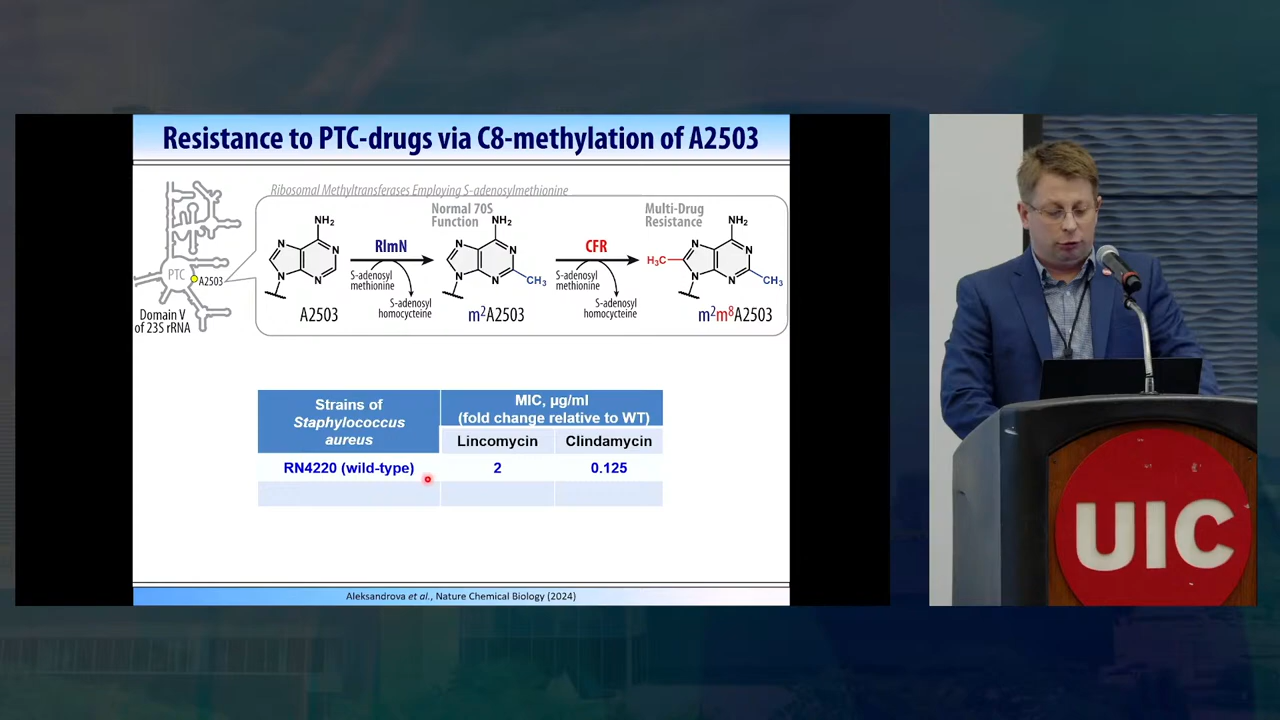 Resistance to PTC-drugs via C8-methylation of A2503
Ribosomal Methyltransferases Employing S-adenosylmethionine
Normal 70S
Function
Multi-Drug
Resistance
NH₂
N
N
N
N
RlmN
S-adenosyl
methionine
S-adenosyl
homocycteine
A2503
NH₂
N
N
N
N
CH₃
m²A2503
CFR
S-adenosyl
methionine
S-adenosyl
homocycteine
NH₂
H₃C
N
N
N
N
CH₃
m²m⁸A2503
PTC
A2503
Domain V
of 23S rRNA
Strains of
Staphylococcus
aureus
MIC, μg/ml
(fold change relative to WT)
Lincomycin Clindamycin
RN4220 (wild-type) 2 0.125
Aleksandrova et al., Nature Chemical Biology (2024)
UIC